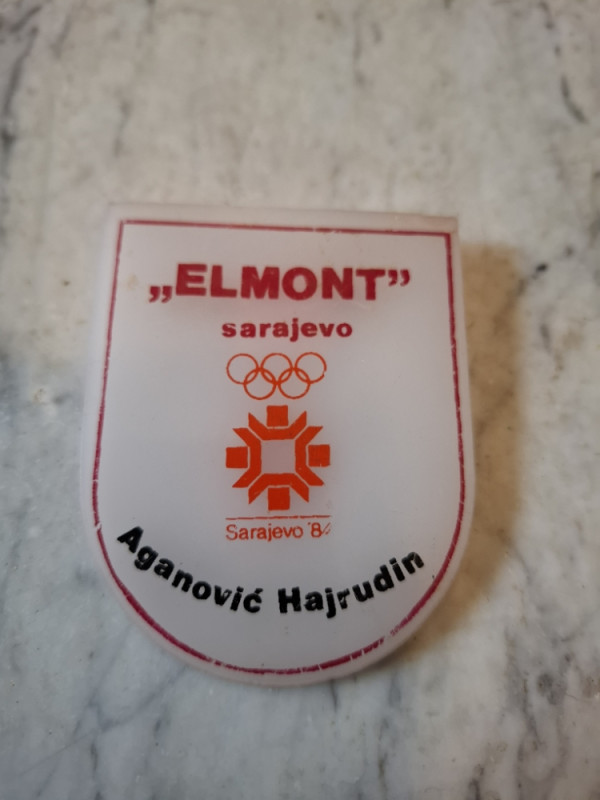 „ELMONT”
sarajevo
Sarajevo '84
Aganović Hajrudin